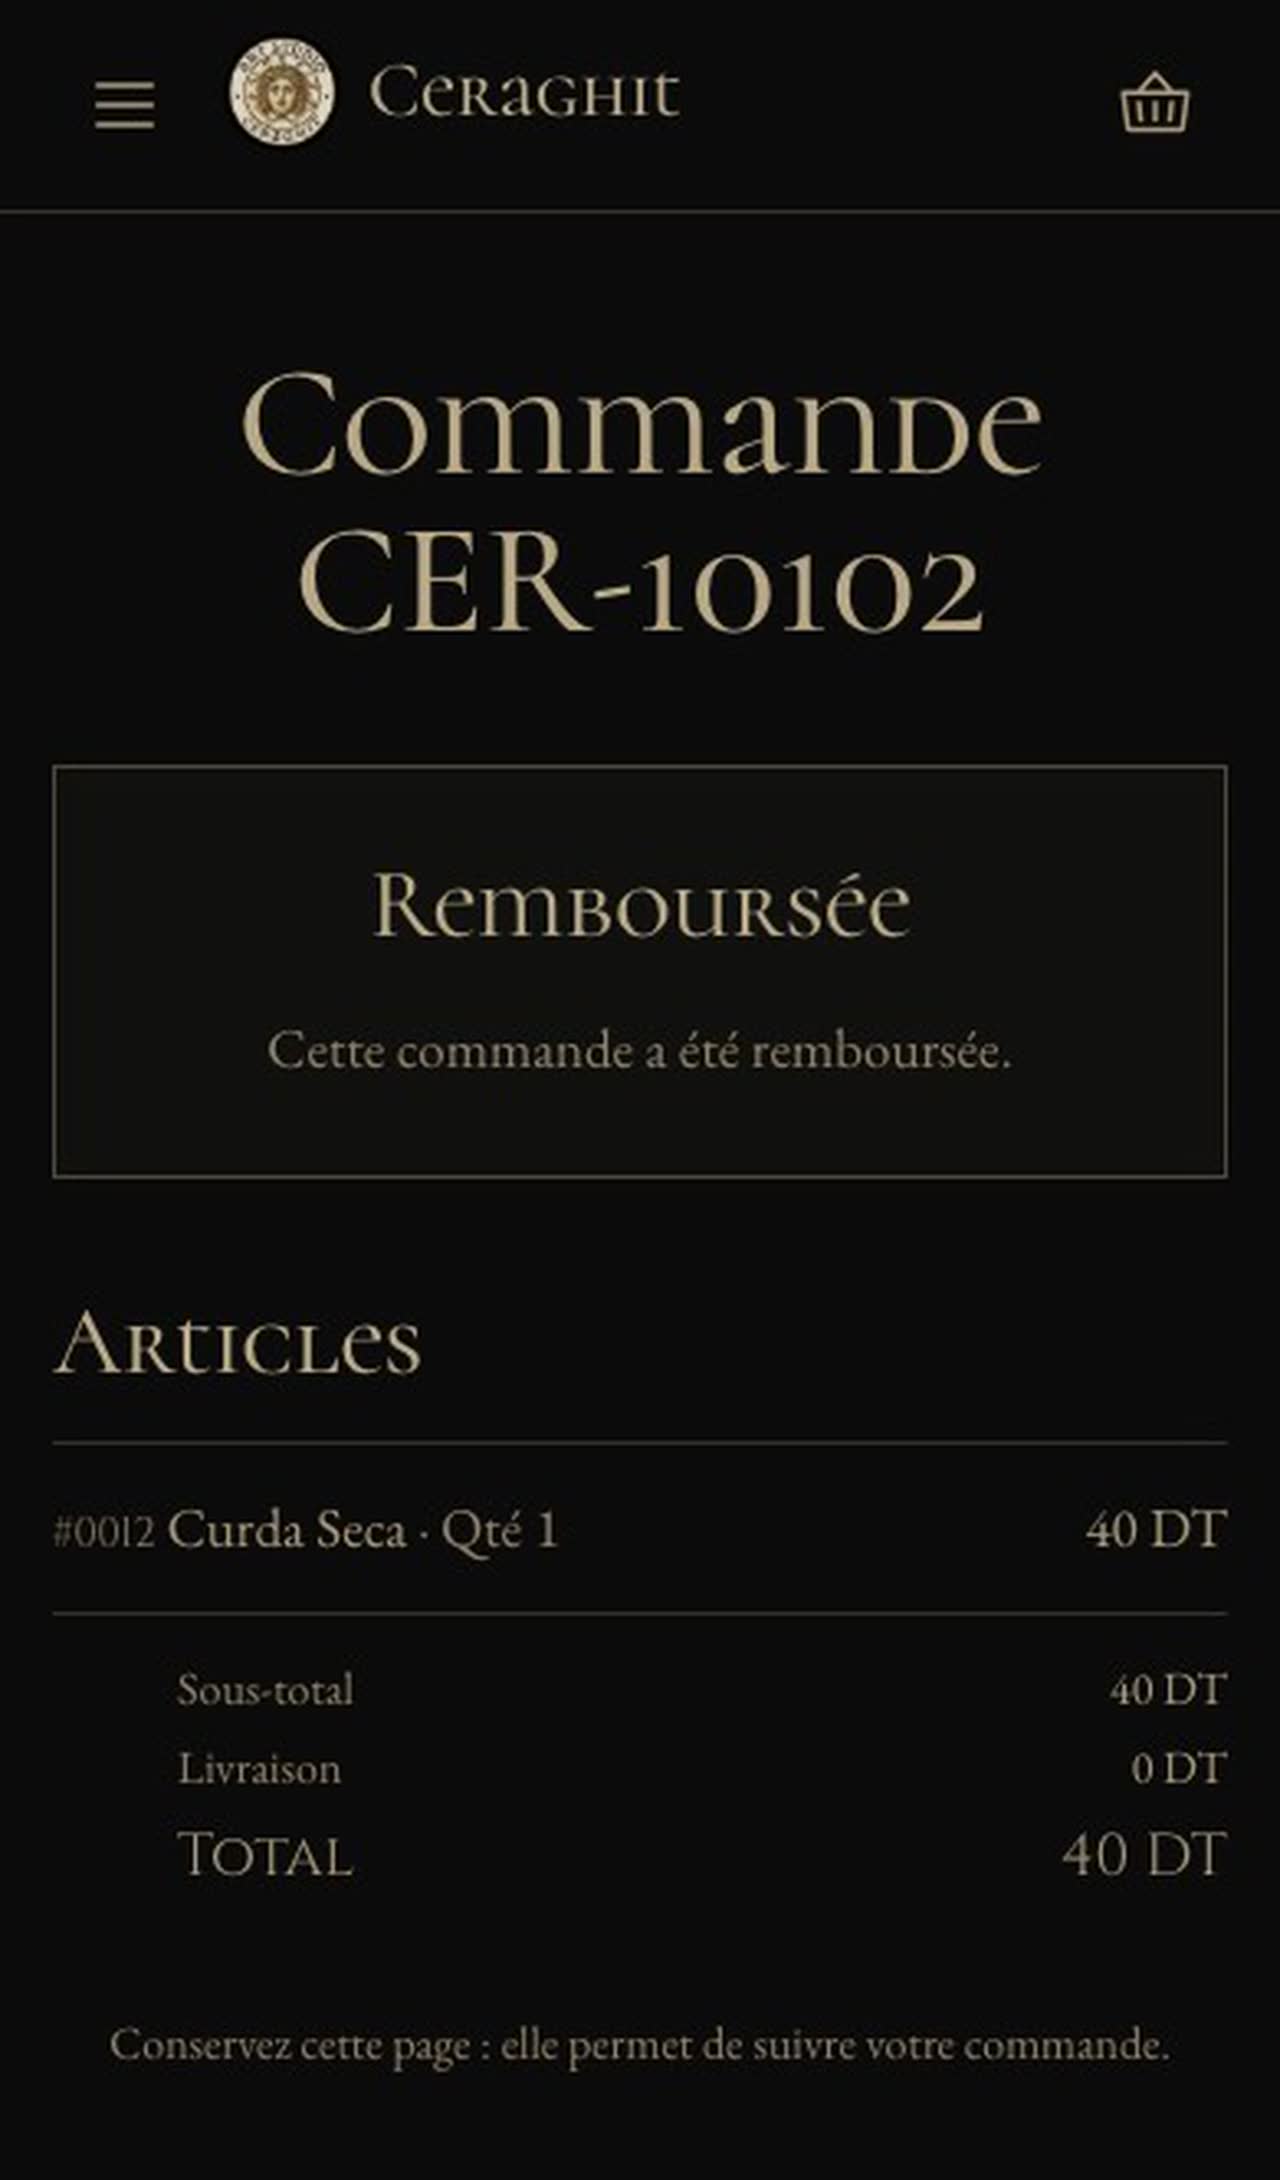 Ceraghit
Commande
CER-10102
Remboursée
Cette commande a été remboursée.
Articles
#0012 Curda Seca · Qté 1 40 DT
Sous-total 40 DT
Livraison 0 DT
Total 40 DT
Conservez cette page : elle permet de suivre votre commande.